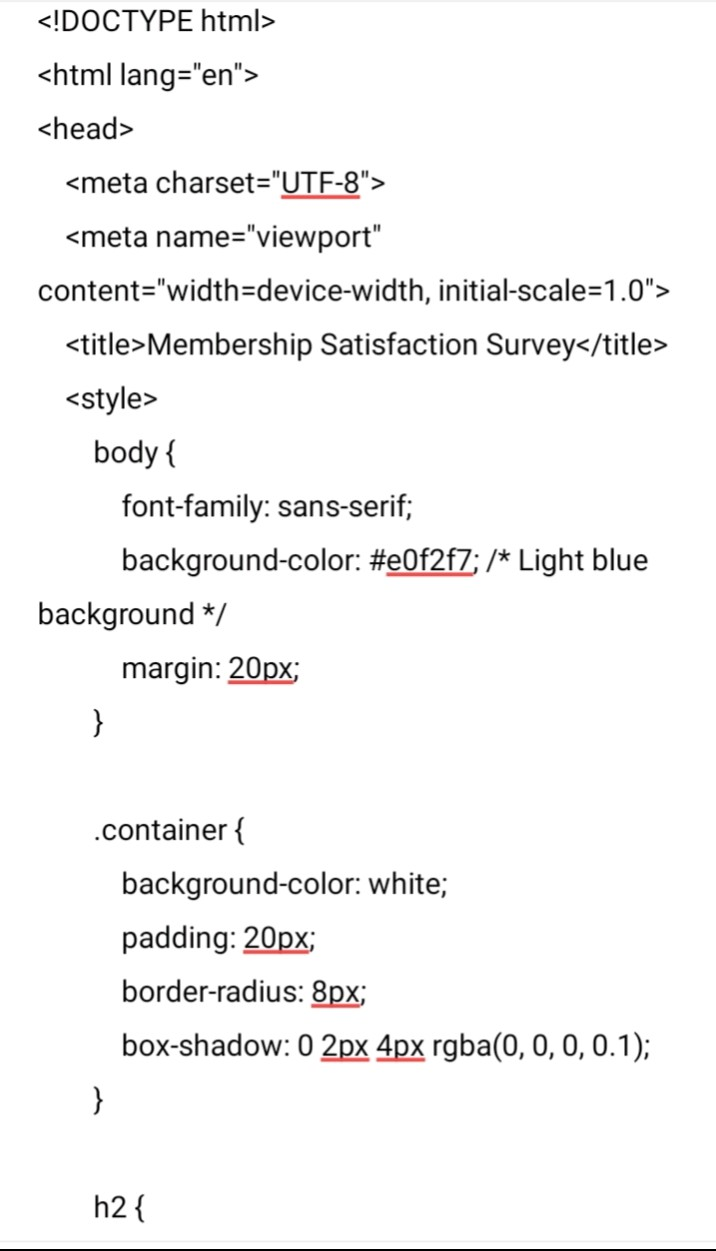 <!DOCTYPE html>
<html lang="en">
<head>
<meta charset="UTF-8">
<meta name="viewport"
content="width=device-width, initial-scale=1.0">
<title>Membership Satisfaction Survey</title>
<style>
body {
font-family: sans-serif;
background-color: #e0f2f7; /* Light blue
background */
margin: 20px;
}
.container {
background-color: white;
padding: 20px;
border-radius: 8px;
box-shadow: 0 2px 4px rgba(0, 0, 0, 0.1);
}
h2 {